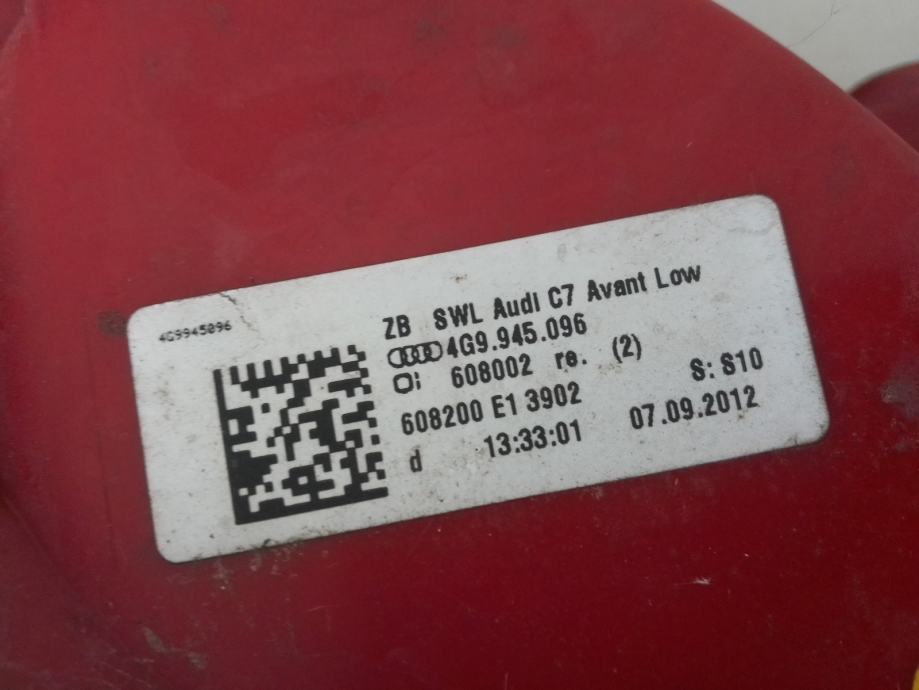 4G9945096
ZB SWL Audi C7 Avant Low
4G9.945.096
608002 re. (2)
S: S10
608200 E1 3902
d 13:33:01 07.09.2012